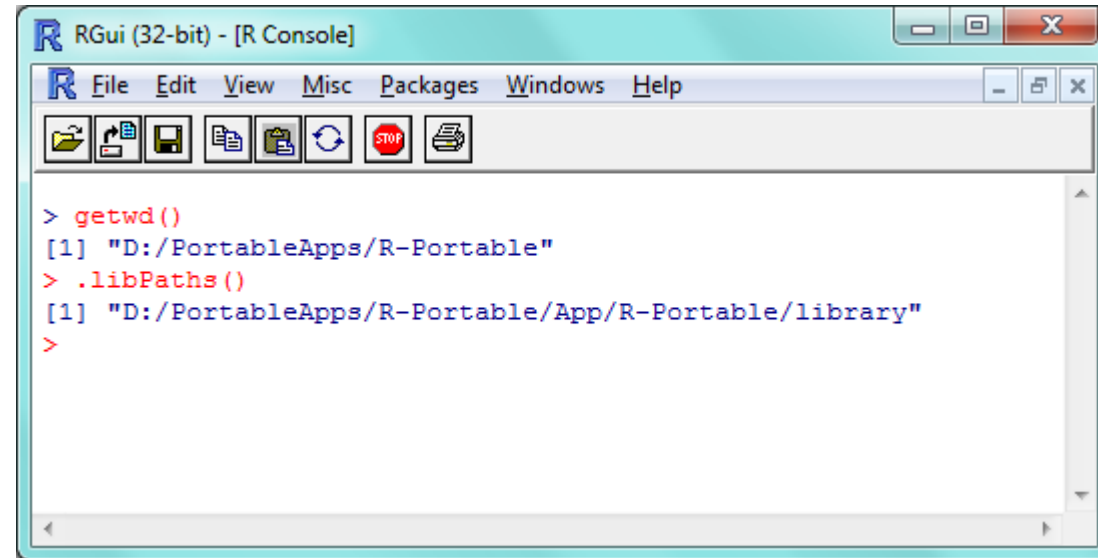 RGui (32-bit) - [R Console]
File Edit View Misc Packages Windows Help
STOP
> getwd()
[1] "D:/PortableApps/R-Portable"
> .libPaths()
[1] "D:/PortableApps/R-Portable/App/R-Portable/library"
>